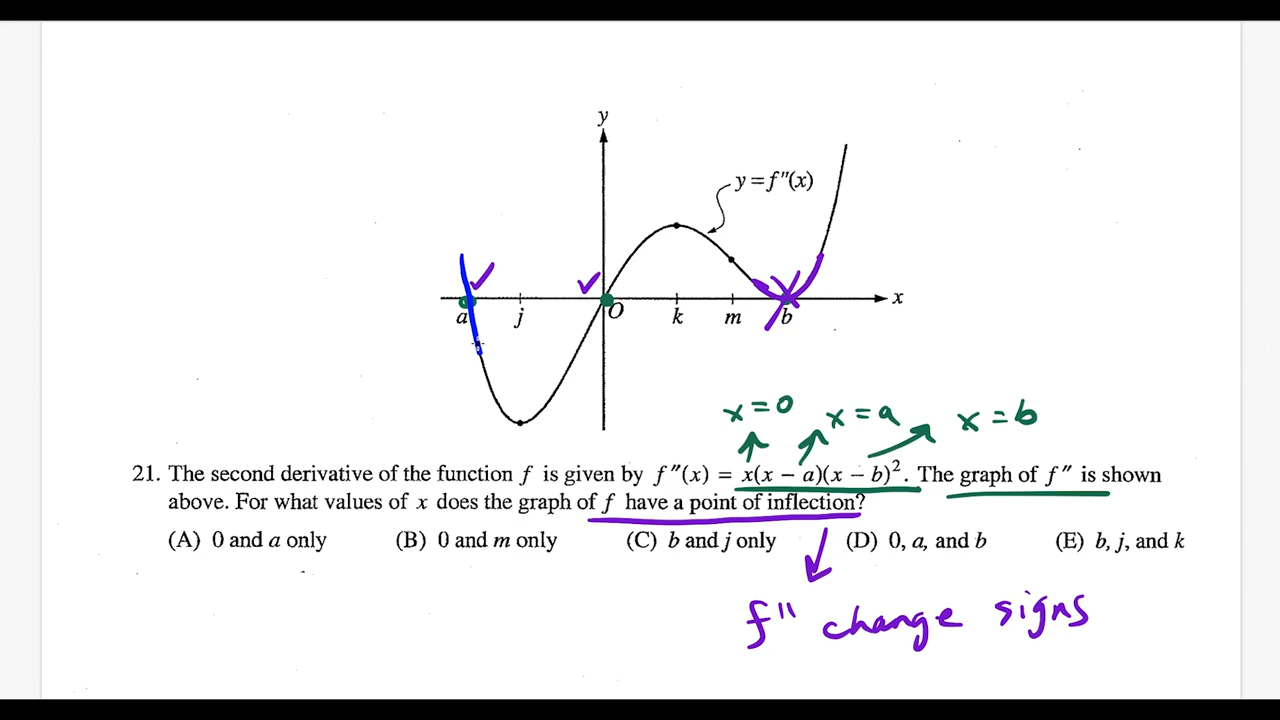 y
y = f"(x)
x
a
j
O
k
m
b
x = 0
x = a
x = b
21. The second derivative of the function f is given by f"(x) = x(x − a)(x − b)². The graph of f" is shown
above. For what values of x does the graph of f have a point of inflection?
(A) 0 and a only
(B) 0 and m only
(C) b and j only
(D) 0, a, and b
(E) b, j, and k
f" change signs